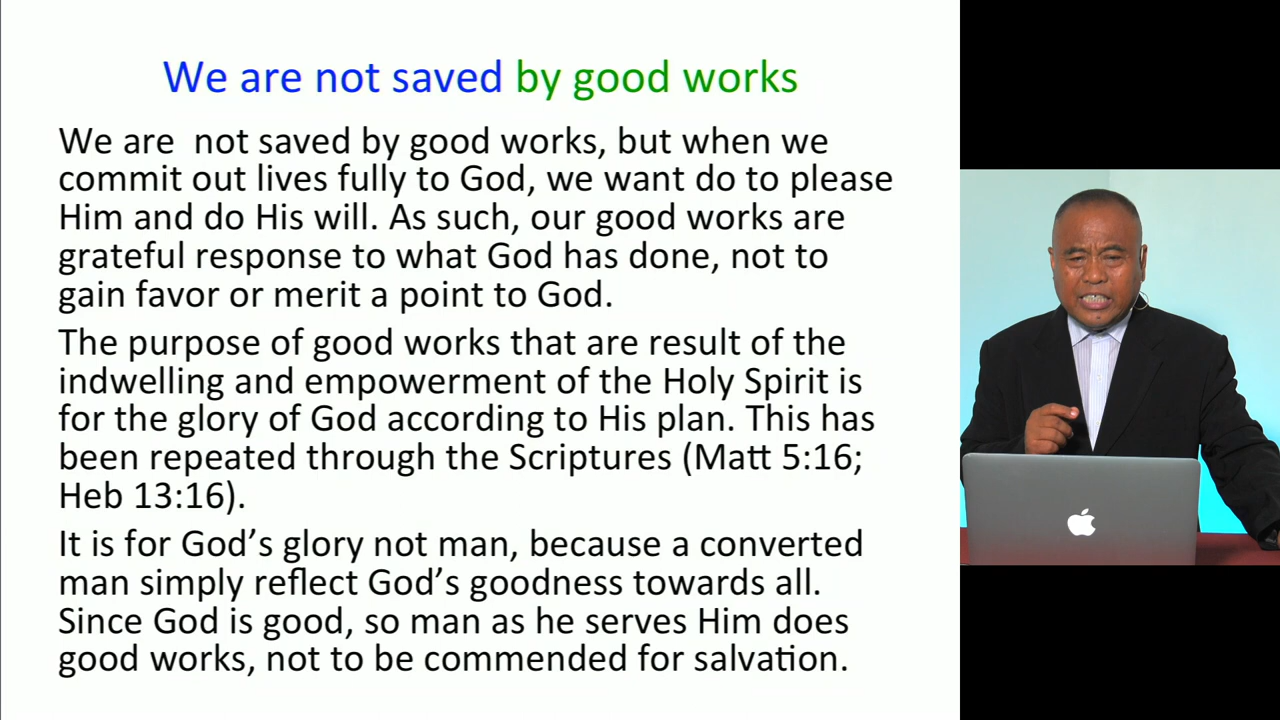 We are not saved by good works
We are  not saved by good works, but when we
commit out lives fully to God, we want do to please
Him and do His will. As such, our good works are
grateful response to what God has done, not to
gain favor or merit a point to God.
The purpose of good works that are result of the
indwelling and empowerment of the Holy Spirit is
for the glory of God according to His plan. This has
been repeated through the Scriptures (Matt 5:16;
Heb 13:16).
It is for God’s glory not man, because a converted
man simply reflect God’s goodness towards all.
Since God is good, so man as he serves Him does
good works, not to be commended for salvation.